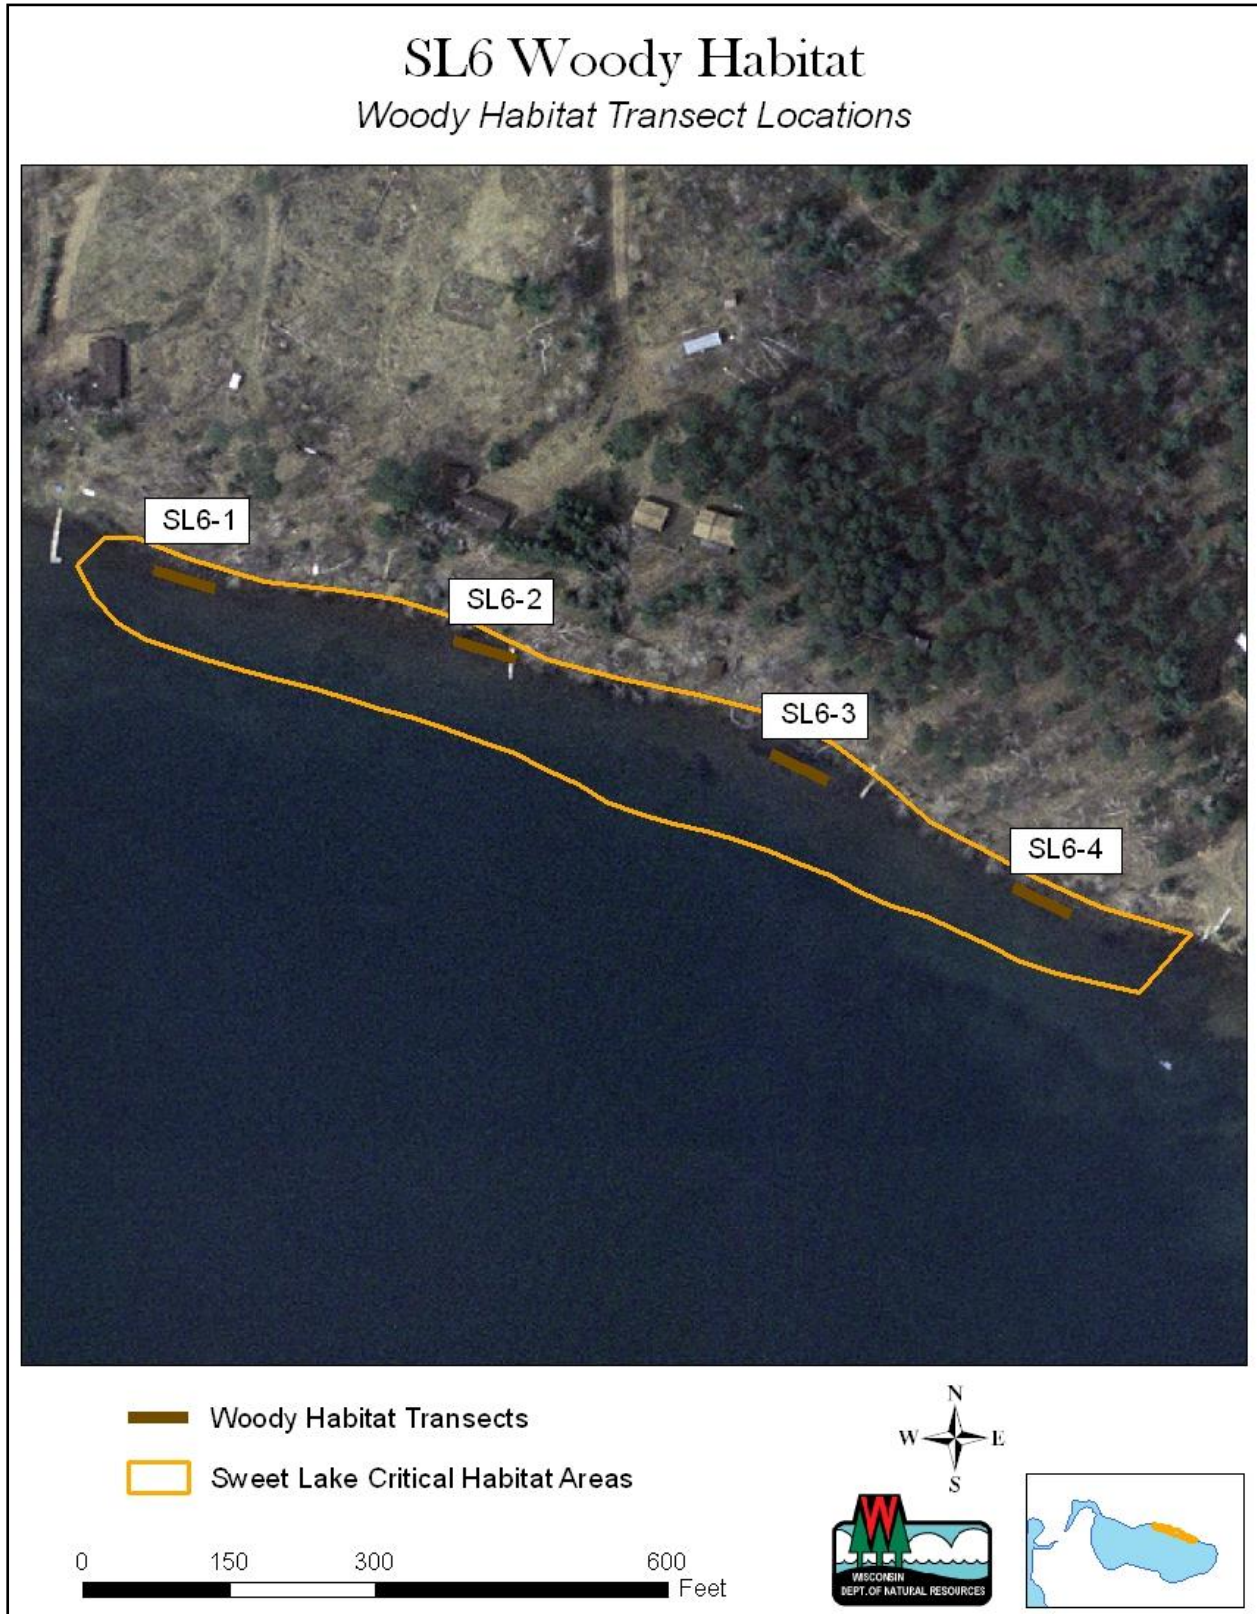 SL6 Woody Habitat
Woody Habitat Transect Locations
SL6-1
SL6-2
SL6-3
SL6-4
Woody Habitat Transects
Sweet Lake Critical Habitat Areas
0 150 300 600
Feet
N
W E
S
W
WISCONSIN
DEPT. OF NATURAL RESOURCES